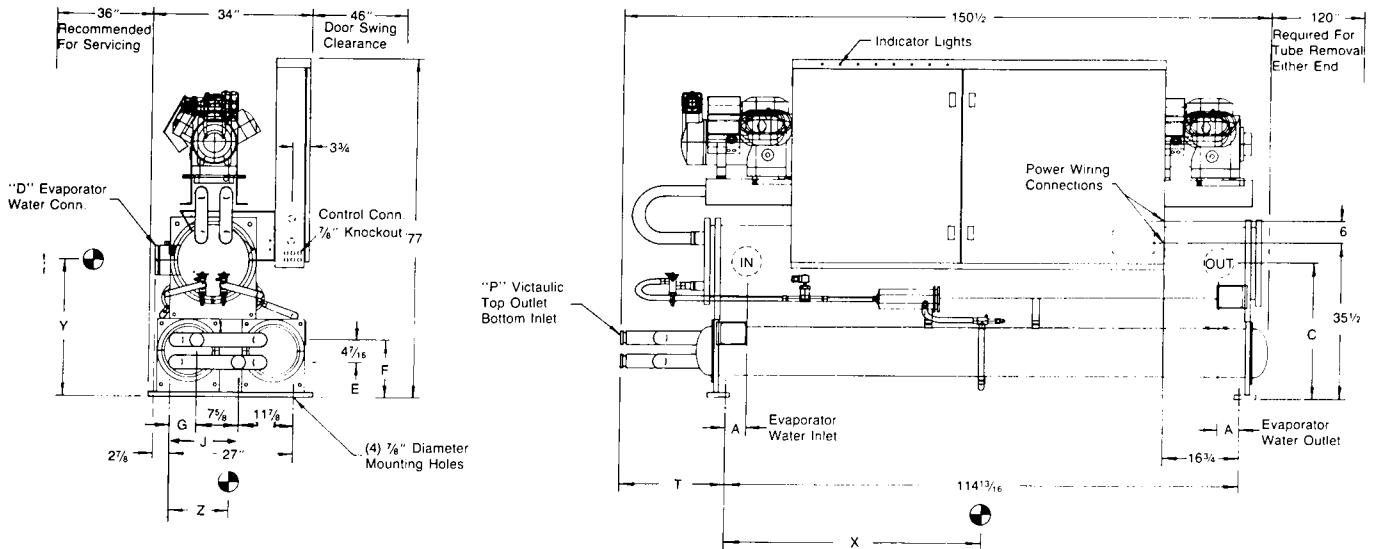 36"
34"
46"
Recommended
For Servicing
Door Swing
Clearance
150½
120"
Required For
Tube Removal
Either End
Indicator Lights
3¾
"D" Evaporator
Water Conn.
Control Conn.
⅞" Knockout
77
Power Wiring
Connections
6
IN
OUT
Y
"P" Victaulic
Top Outlet
Bottom Inlet
35½
C
4⁷⁄₁₆
F
E
G
7⅝
11⅞
J
2⅞
27"
(4) ⅞" Diameter
Mounting Holes
Z
A
Evaporator
Water Inlet
A
Evaporator
Water Outlet
16¾
T
114¹³⁄₁₆
X